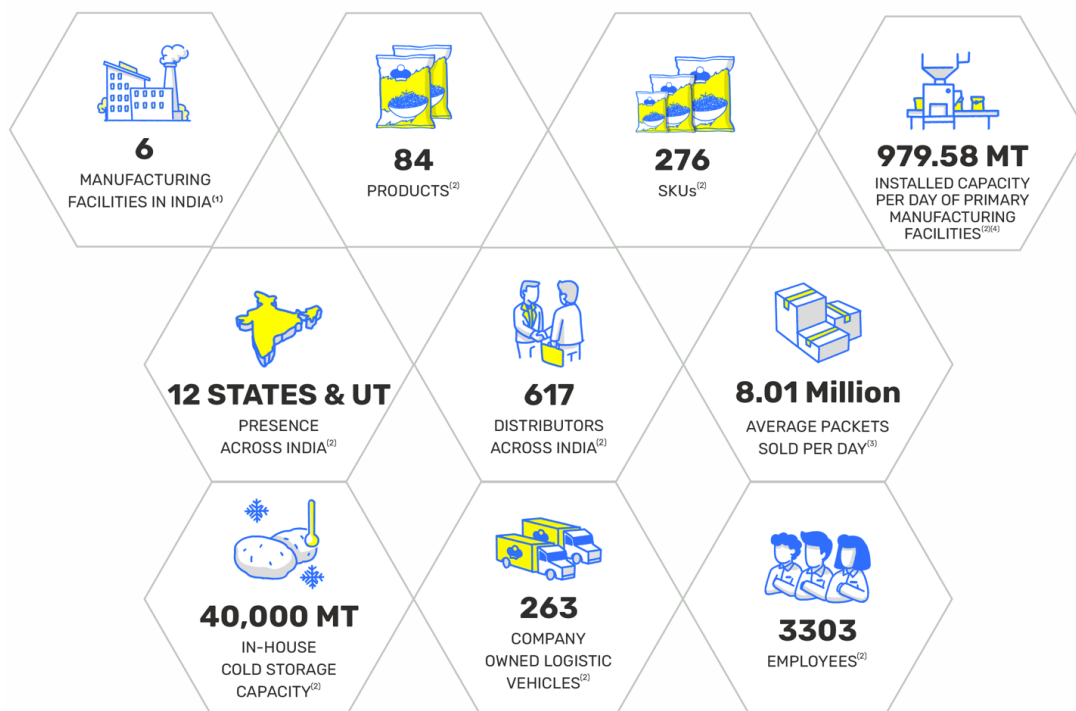 6
MANUFACTURING
FACILITIES IN INDIA(1)
84
PRODUCTS(2)
276
SKUs(2)
979.58 MT
INSTALLED CAPACITY
PER DAY OF PRIMARY
MANUFACTURING
FACILITIES(2)(4)
12 STATES & UT
PRESENCE
ACROSS INDIA(2)
617
DISTRIBUTORS
ACROSS INDIA(2)
8.01 Million
AVERAGE PACKETS
SOLD PER DAY(3)
40,000 MT
IN-HOUSE
COLD STORAGE
CAPACITY(2)
263
COMPANY
OWNED LOGISTIC
VEHICLES(2)
3303
EMPLOYEES(2)